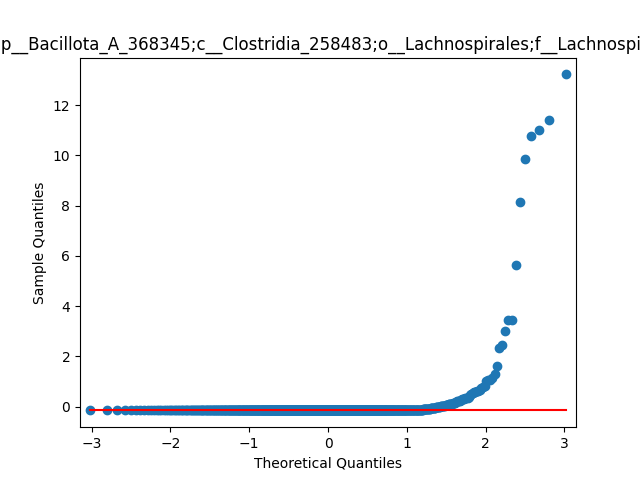 p__Bacillota_A_368345;c__Clostridia_258483;o__Lachnospirales;f__Lachnospi
12
10
8
6
4
2
0
Sample Quantiles
−3 −2 −1 0 1 2 3
Theoretical Quantiles